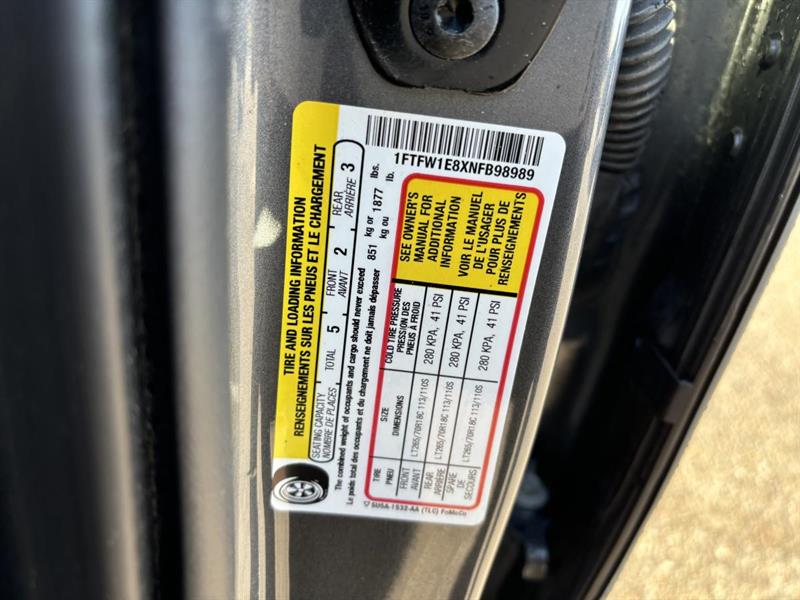 1FTFW1E8XNFB98989
TIRE AND LOADING INFORMATION
RENSEIGNEMENTS SUR LES PNEUS ET LE CHARGEMENT
SEATING CAPACITY TOTAL 5 FRONT 2 REAR 3
NOMBRE DE PLACES AVANT ARRIÈRE
The combined weight of occupants and cargo should never exceed 851 kg or 1877 lbs.
Le poids total des occupants et du chargement ne doit jamais dépasser kg ou lb.
TIRE SIZE COLD TIRE PRESSURE
PNEU DIMENSIONS PRESSION DES PNEUS À FROID
FRONT LT265/70R18C 113/110S 280 KPA, 41 PSI
AVANT
REAR LT265/70R18C 113/110S 280 KPA, 41 PSI
ARRIÈRE
SPARE LT265/70R18C 113/110S 280 KPA, 41 PSI
DE SECOURS
SEE OWNER'S
MANUAL FOR
ADDITIONAL
INFORMATION
VOIR LE MANUEL
DE L'USAGER
POUR PLUS DE
RENSEIGNEMENTS
5U5A-1532-AA (TLC) FoMoCo